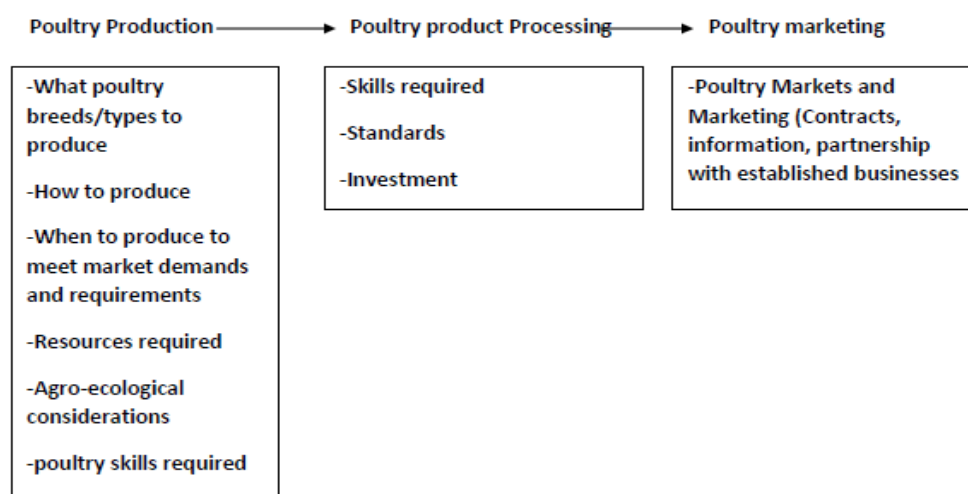 Poultry Production
Poultry product Processing
Poultry marketing
-What poultry
breeds/types to
produce
-How to produce
-When to produce to
meet market demands
and requirements
-Resources required
-Agro-ecological
considerations
-poultry skills required
-Skills required
-Standards
-Investment
-Poultry Markets and
Marketing (Contracts,
information, partnership
with established businesses